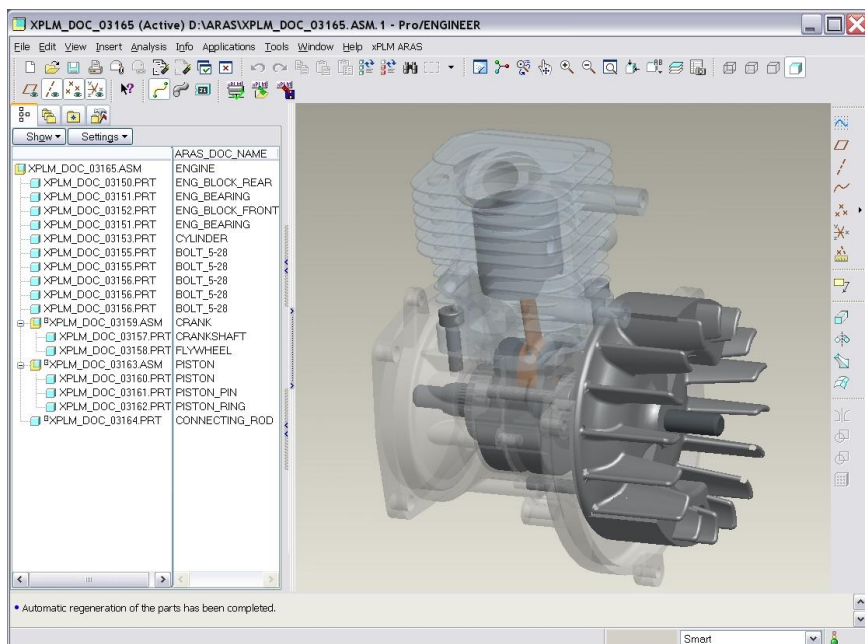 XPLM_DOC_03165 (Active) D:\ARAS\XPLM_DOC_03165.ASM.1 - Pro/ENGINEER
File Edit View Insert Analysis Info Applications Tools Window Help xPLM ARAS
Show Settings
ARAS_DOC_NAME
XPLM_DOC_03165.ASM ENGINE
XPLM_DOC_03150.PRT ENG_BLOCK_REAR
XPLM_DOC_03151.PRT ENG_BEARING
XPLM_DOC_03152.PRT ENG_BLOCK_FRONT
XPLM_DOC_03151.PRT ENG_BEARING
XPLM_DOC_03153.PRT CYLINDER
XPLM_DOC_03155.PRT BOLT_5-28
XPLM_DOC_03155.PRT BOLT_5-28
XPLM_DOC_03156.PRT BOLT_5-28
XPLM_DOC_03156.PRT BOLT_5-28
XPLM_DOC_03156.PRT BOLT_5-28
XPLM_DOC_03159.ASM CRANK
XPLM_DOC_03157.PRT CRANKSHAFT
XPLM_DOC_03158.PRT FLYWHEEL
XPLM_DOC_03163.ASM PISTON
XPLM_DOC_03160.PRT PISTON
XPLM_DOC_03161.PRT PISTON_PIN
XPLM_DOC_03162.PRT PISTON_RING
XPLM_DOC_03164.PRT CONNECTING_ROD
Automatic regeneration of the parts has been completed.
Smart